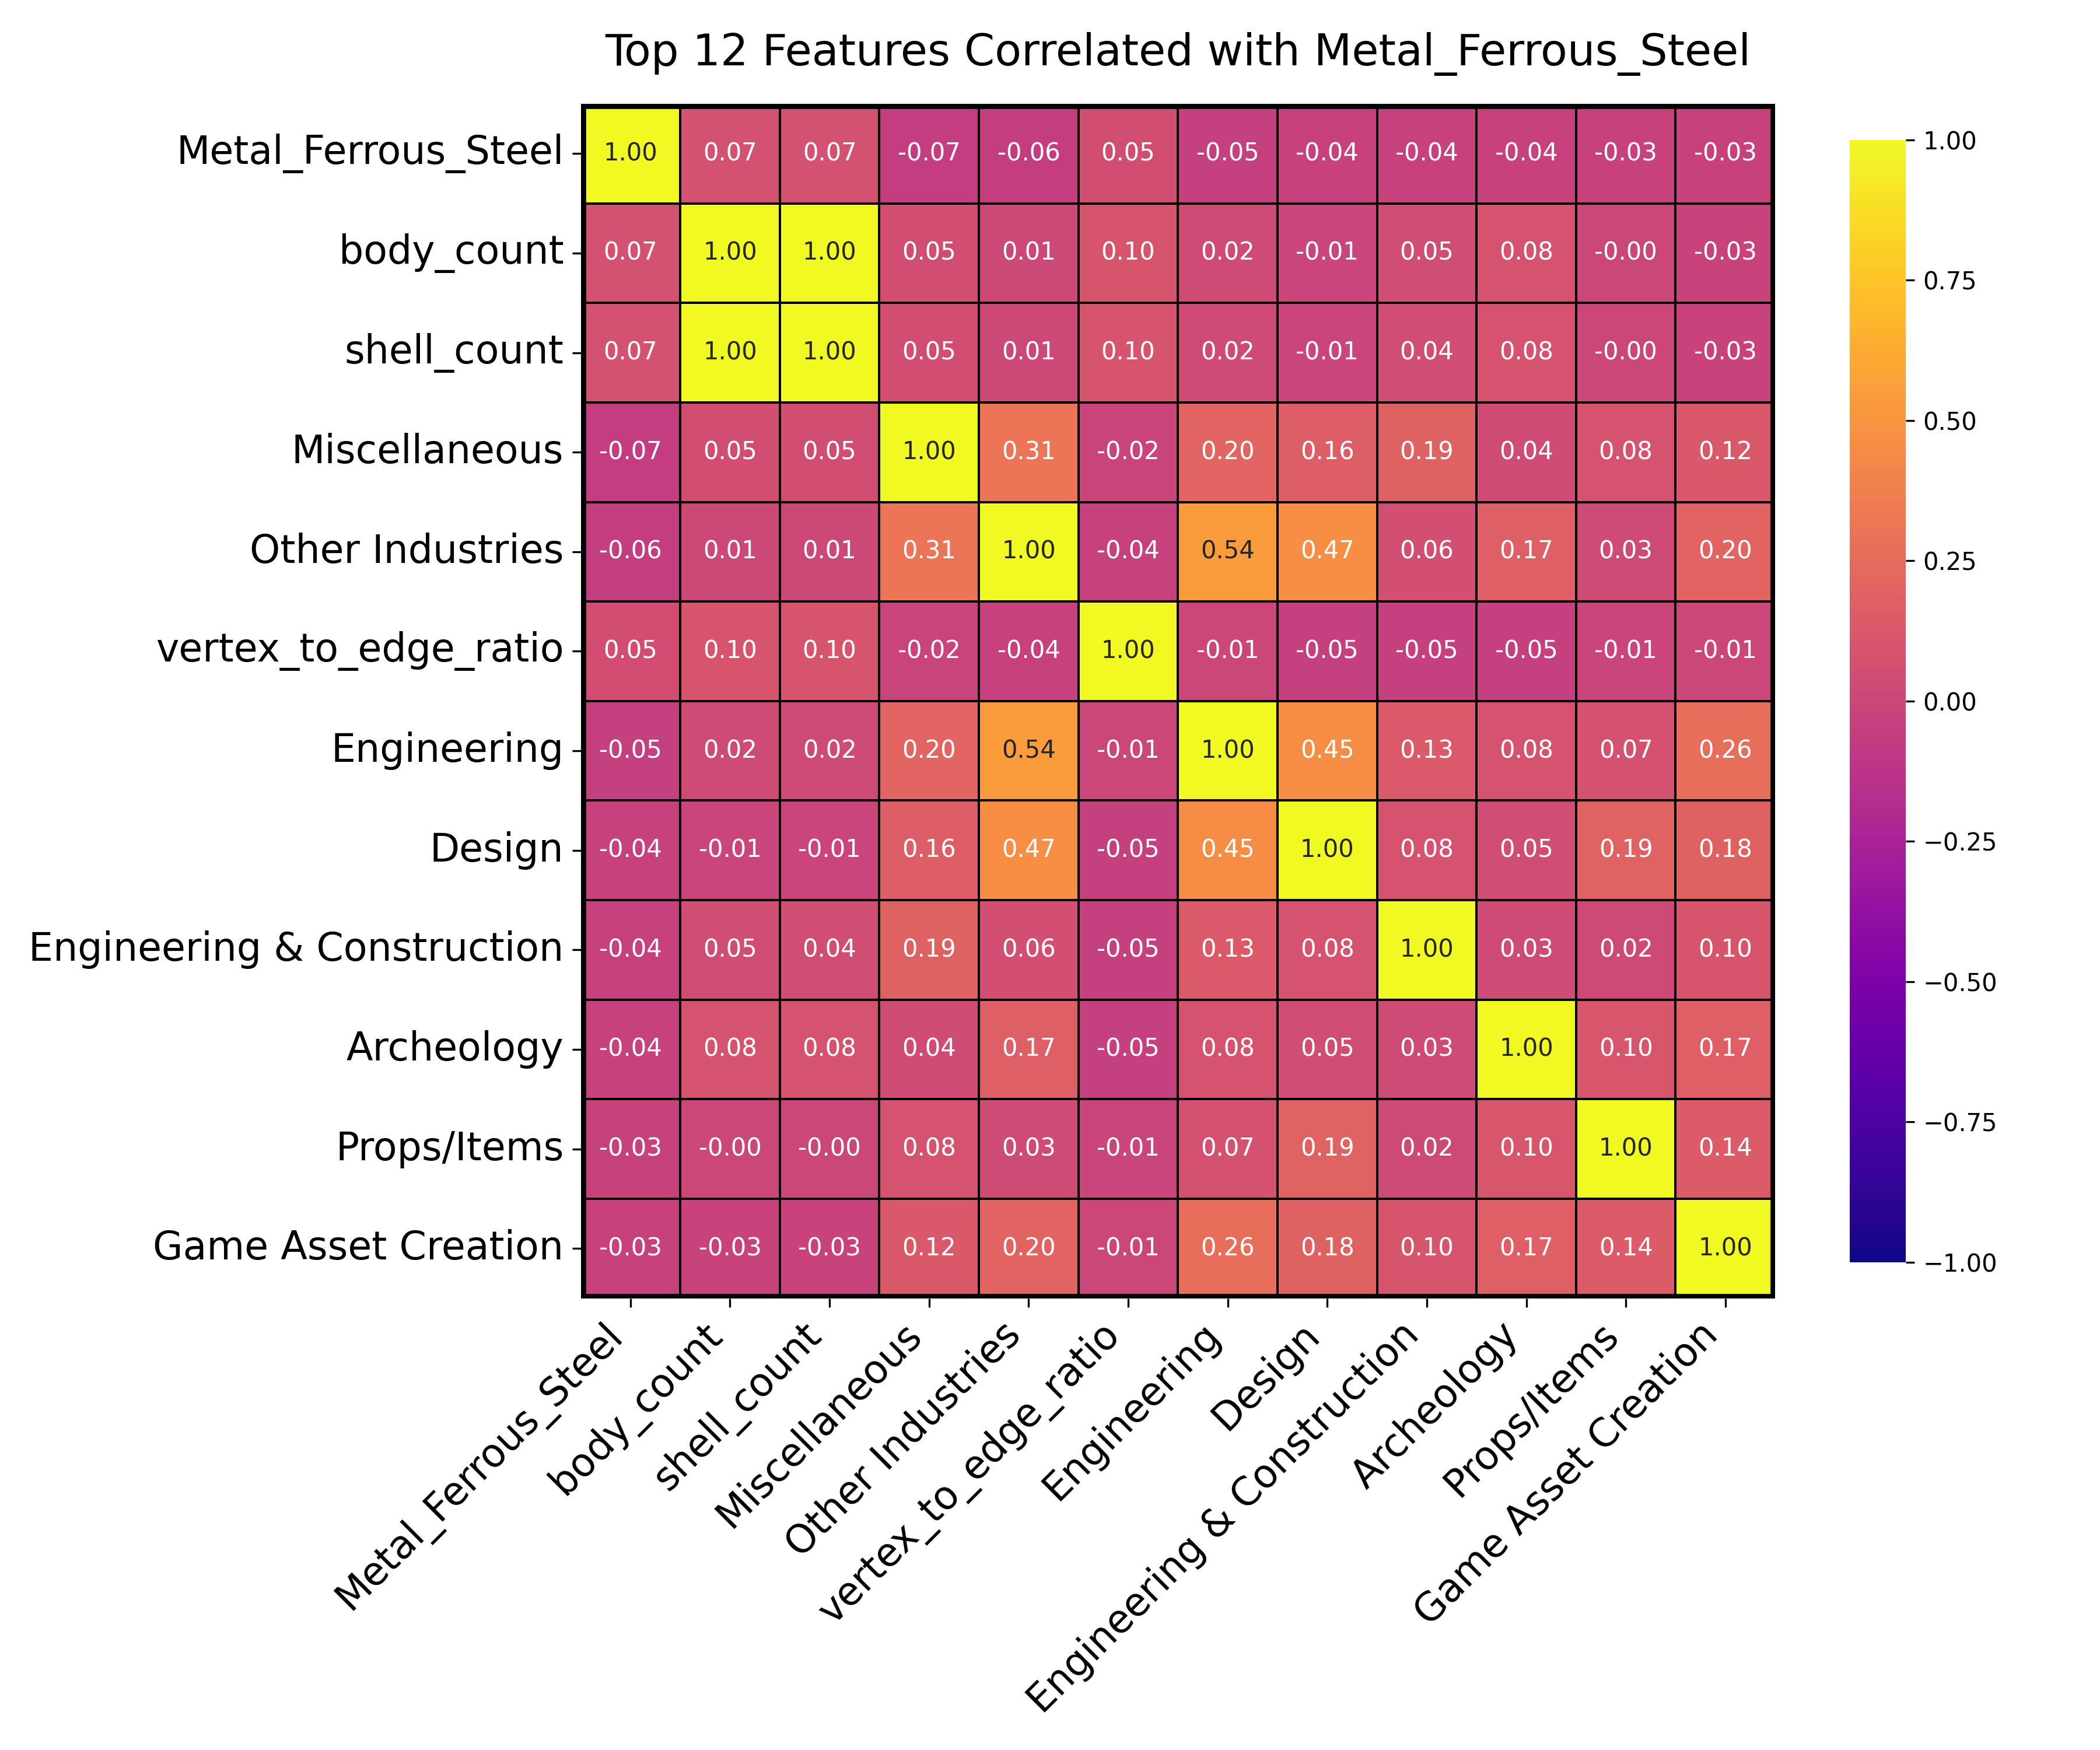 Top 12 Features Correlated with Metal_Ferrous_Steel
Metal_Ferrous_Steel 1.00 0.07 0.07 -0.07 -0.06 0.05 -0.05 -0.04 -0.04 -0.04 -0.03 -0.03
body_count 0.07 1.00 1.00 0.05 0.01 0.10 0.02 -0.01 0.05 0.08 -0.00 -0.03
shell_count 0.07 1.00 1.00 0.05 0.01 0.10 0.02 -0.01 0.04 0.08 -0.00 -0.03
Miscellaneous -0.07 0.05 0.05 1.00 0.31 -0.02 0.20 0.16 0.19 0.04 0.08 0.12
Other Industries -0.06 0.01 0.01 0.31 1.00 -0.04 0.54 0.47 0.06 0.17 0.03 0.20
vertex_to_edge_ratio 0.05 0.10 0.10 -0.02 -0.04 1.00 -0.01 -0.05 -0.05 -0.05 -0.01 -0.01
Engineering -0.05 0.02 0.02 0.20 0.54 -0.01 1.00 0.45 0.13 0.08 0.07 0.26
Design -0.04 -0.01 -0.01 0.16 0.47 -0.05 0.45 1.00 0.08 0.05 0.19 0.18
Engineering & Construction -0.04 0.05 0.04 0.19 0.06 -0.05 0.13 0.08 1.00 0.03 0.02 0.10
Archeology -0.04 0.08 0.08 0.04 0.17 -0.05 0.08 0.05 0.03 1.00 0.10 0.17
Props/Items -0.03 -0.00 -0.00 0.08 0.03 -0.01 0.07 0.19 0.02 0.10 1.00 0.14
Game Asset Creation -0.03 -0.03 -0.03 0.12 0.20 -0.01 0.26 0.18 0.10 0.17 0.14 1.00
Metal_Ferrous_Steel
body_count
shell_count
Miscellaneous
Other Industries
vertex_to_edge_ratio
Engineering
Design
Engineering & Construction
Archeology
Props/Items
Game Asset Creation
1.00
0.75
0.50
0.25
0.00
−0.25
−0.50
−0.75
−1.00